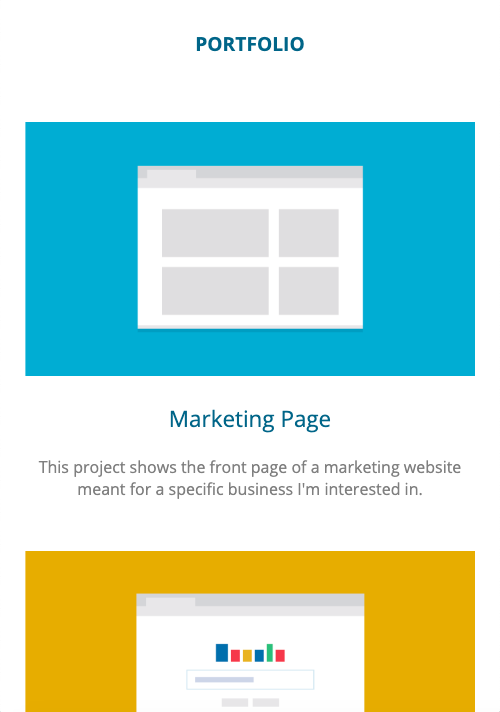 PORTFOLIO
Marketing Page
This project shows the front page of a marketing website
meant for a specific business I'm interested in.